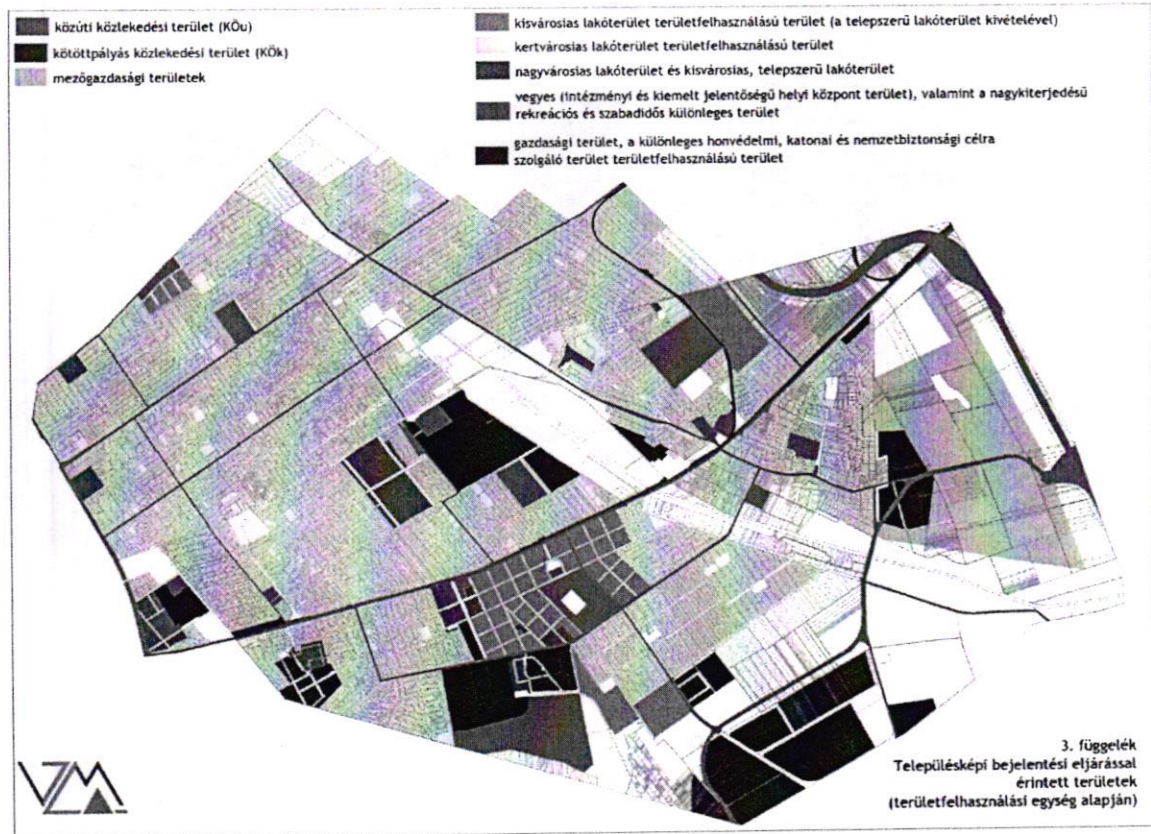 közúti közlekedési terület (KÖu)
kötöttpályás közlekedési terület (KÖk)
mezőgazdasági területek
kisvárosias lakóterület területfelhasználású terület (a telepszerű lakóterület kivételével)
kertvárosias lakóterület területfelhasználású terület
nagyvárosias lakóterület és kisvárosias, telepszerű lakóterület
vegyes (intézményi és kiemelt jelentőségű helyi központ terület), valamint a nagykiterjedésű
rekreációs és szabadidős különleges terület
gazdasági terület, a különleges honvédelmi, katonai és nemzetbiztonsági célra
szolgáló terület területfelhasználású terület
3. függelék
Településképi bejelentési eljárással
érintett területek
(területfelhasználási egység alapján)
VZM